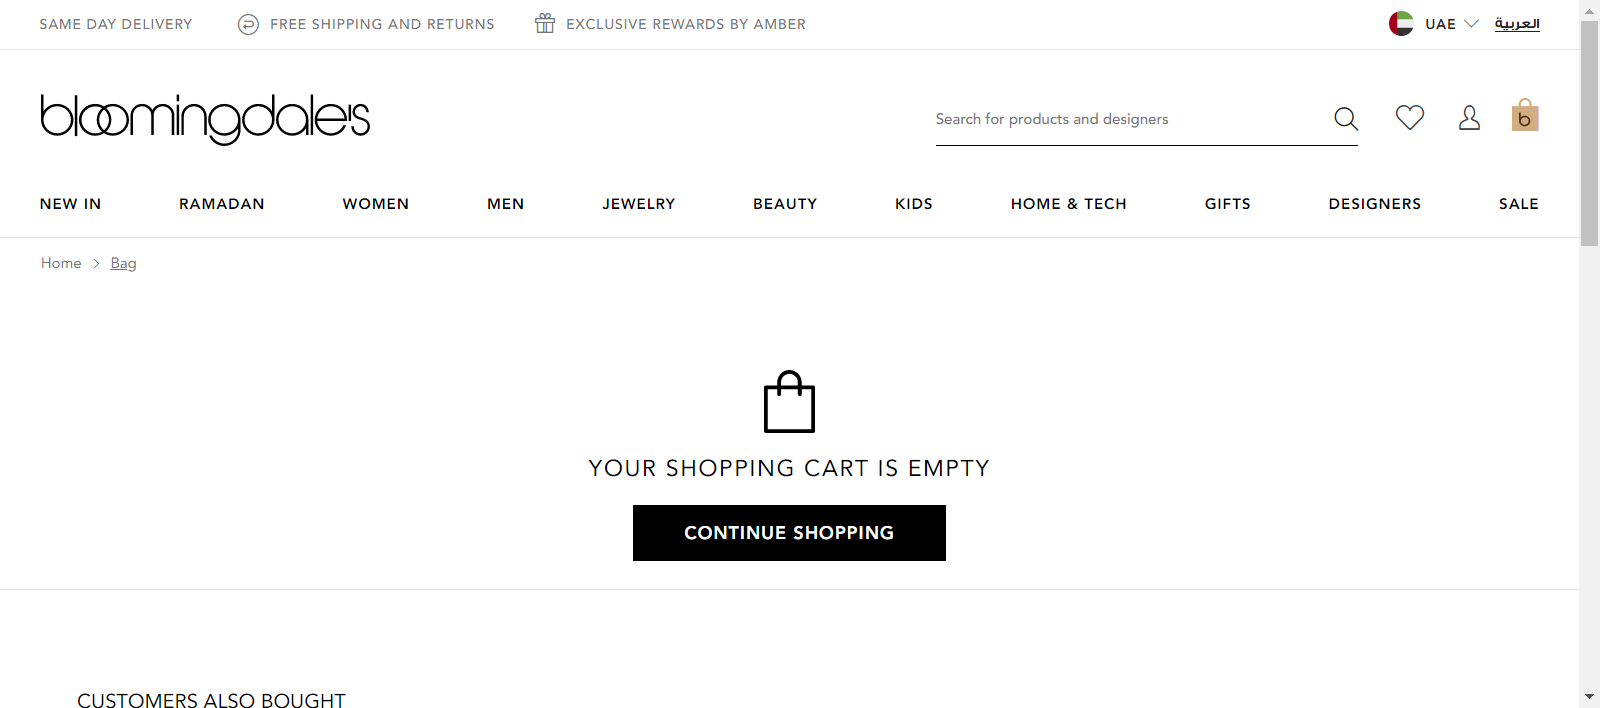 SAME DAY DELIVERY FREE SHIPPING AND RETURNS EXCLUSIVE REWARDS BY AMBER UAE العربية
bloomingdale's
Search for products and designers
b
NEW IN RAMADAN WOMEN MEN JEWELRY BEAUTY KIDS HOME & TECH GIFTS DESIGNERS SALE
Home > Bag
YOUR SHOPPING CART IS EMPTY
CONTINUE SHOPPING
CUSTOMERS ALSO BOUGHT